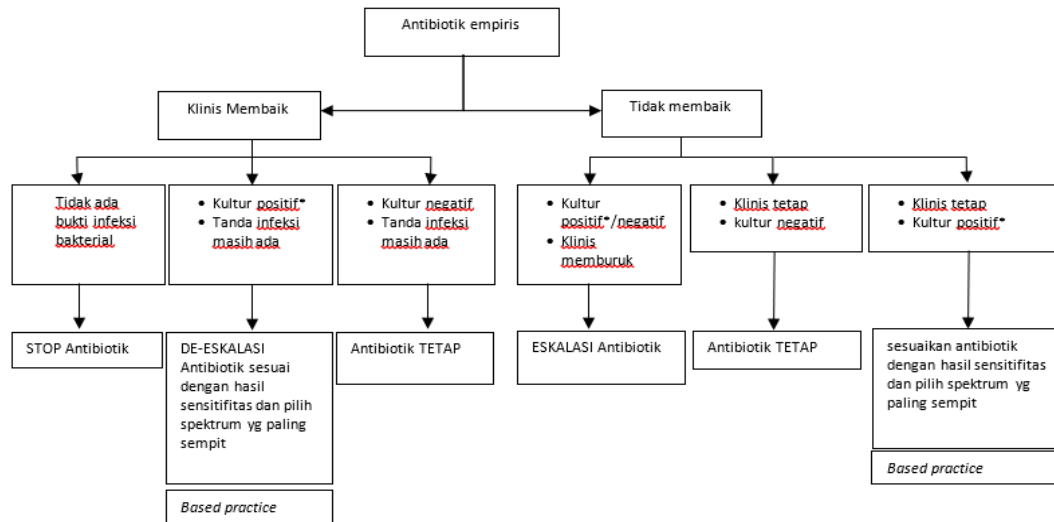 Antibiotik empiris
Klinis Membaik
Tidak membaik
Tidak ada
bukti infeksi
bakterial
• Kultur positif*
• Tanda infeksi
masih ada
• Kultur negatif
• Tanda infeksi
masih ada
• Kultur
positif*/negatif
• Klinis
memburuk
• Klinis tetap
• kultur negatif
• Klinis tetap
• Kultur positif*
STOP Antibiotik
DE-ESKALASI
Antibiotik sesuai
dengan hasil
sensitifitas dan pilih
spektrum yg paling
sempit
Based practice
Antibiotik TETAP
ESKALASI Antibiotik
Antibiotik TETAP
sesuaikan antibiotik
dengan hasil sensitifitas
dan pilih spektrum yg
paling sempit
Based practice